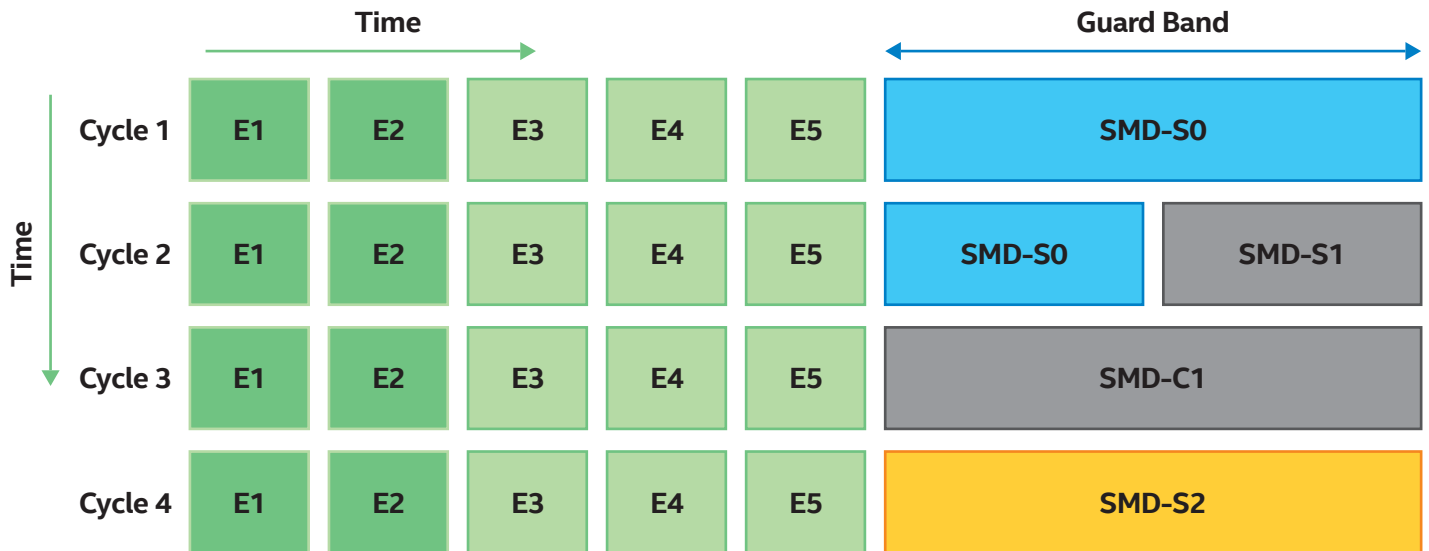 Time Guard Band
Time
Cycle 1 E1 E2 E3 E4 E5 SMD-S0
Cycle 2 E1 E2 E3 E4 E5 SMD-S0 SMD-S1
Cycle 3 E1 E2 E3 E4 E5 SMD-C1
Cycle 4 E1 E2 E3 E4 E5 SMD-S2